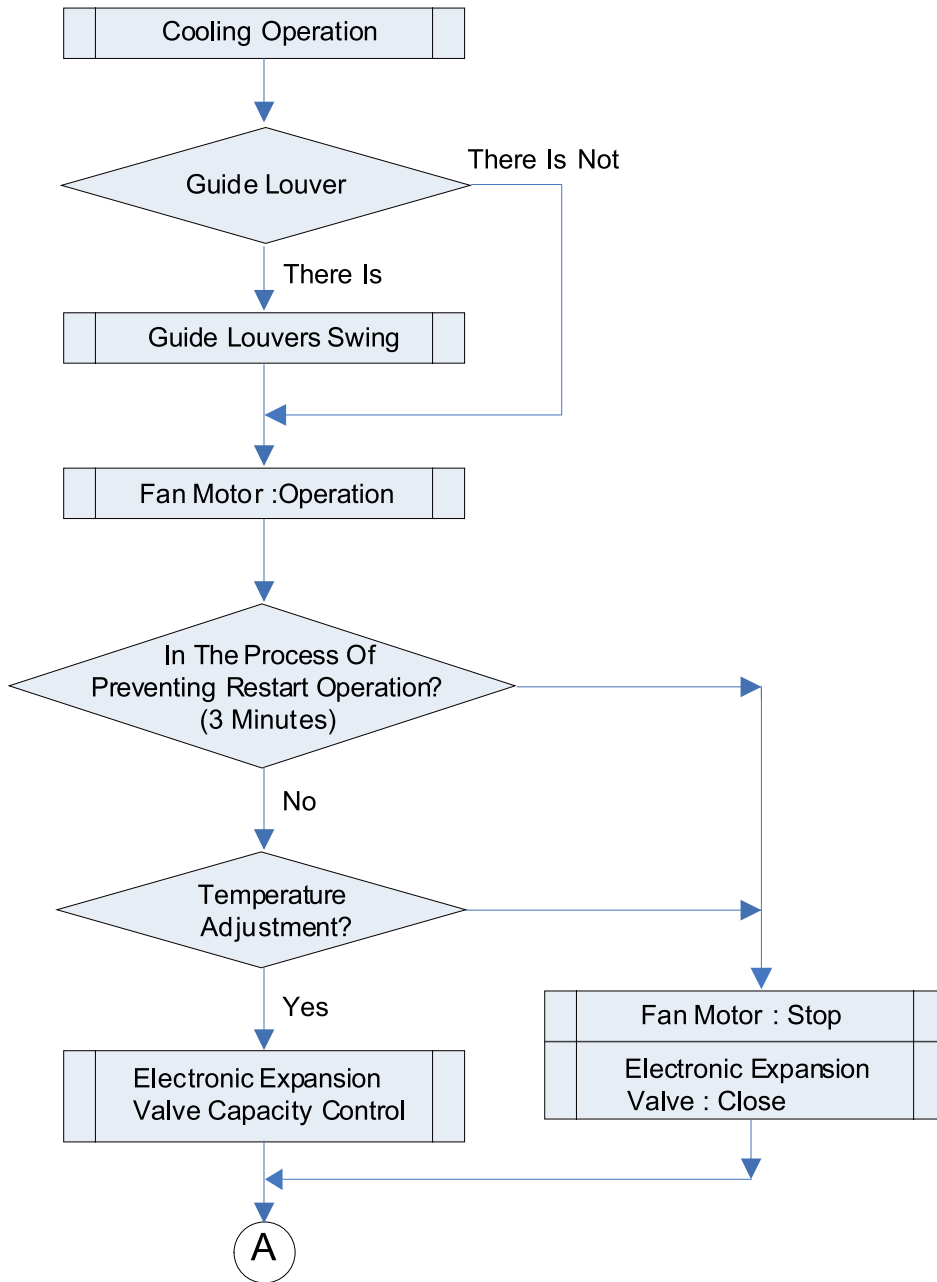 Cooling Operation
There Is Not
Guide Louver
There Is
Guide Louvers Swing
Fan Motor :Operation
In The Process Of
Preventing Restart Operation?
(3 Minutes)
No
Temperature
Adjustment?
Yes
Fan Motor : Stop
Electronic Expansion
Valve : Close
Electronic Expansion
Valve Capacity Control
A